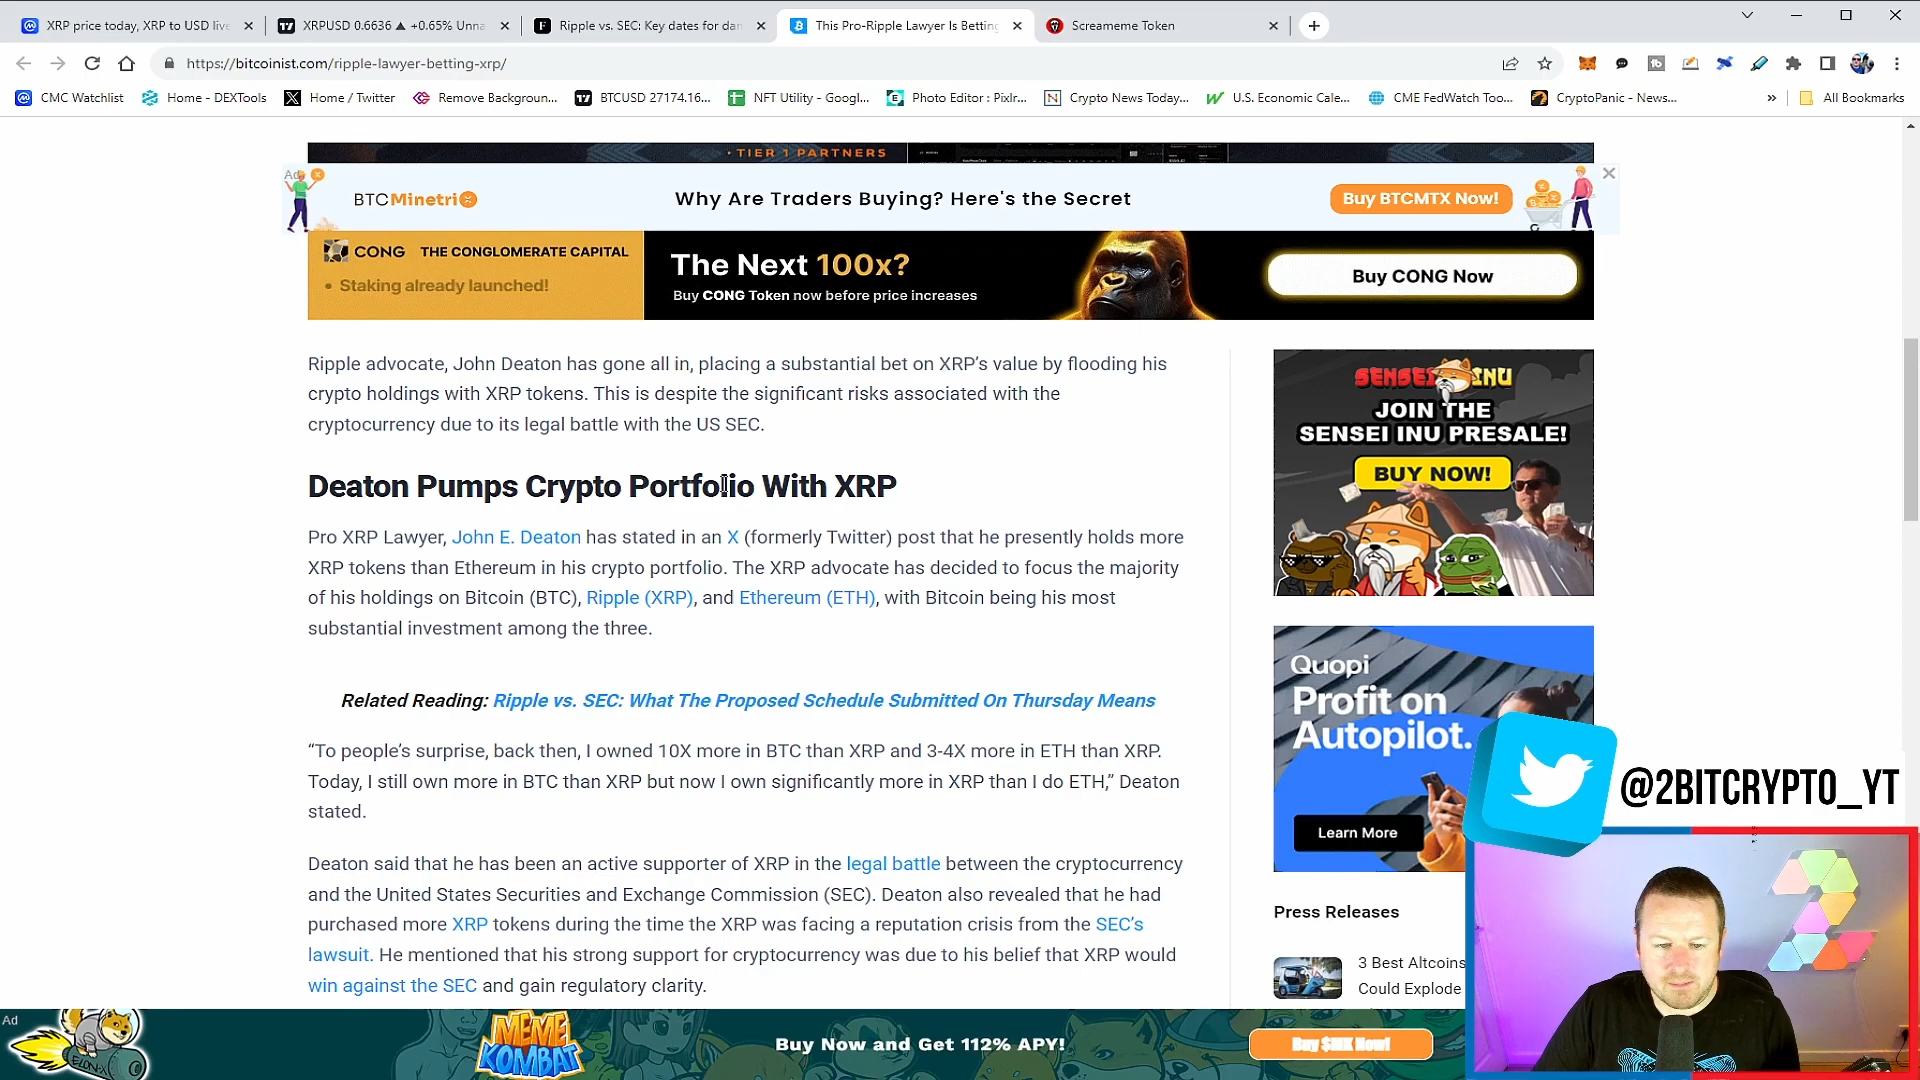 XRP price today, XRP to USD live
XRPUSD 0.6636 ▲ +0.65% Unna
Ripple vs. SEC: Key dates for dan
This Pro-Ripple Lawyer Is Betting
Screameme Token
https://bitcoinist.com/ripple-lawyer-betting-xrp/
CMC Watchlist
Home - DEXTools
Home / Twitter
Remove Backgroun...
BTCUSD 27174.16...
NFT Utility - Googl...
Photo Editor : Pixlr...
Crypto News Today...
U.S. Economic Cale...
CME FedWatch Too...
CryptoPanic - News...
»
All Bookmarks
• TIER 1 PARTNERS
Ad
BTCMinetrix
Why Are Traders Buying? Here's the Secret
Buy BTCMTX Now!
CONG THE CONGLOMERATE CAPITAL
• Staking already launched!
The Next 100x?
Buy CONG Token now before price increases
Buy CONG Now
Ripple advocate, John Deaton has gone all in, placing a substantial bet on XRP's value by flooding his
crypto holdings with XRP tokens. This is despite the significant risks associated with the
cryptocurrency due to its legal battle with the US SEC.
Deaton Pumps Crypto Portfolio With XRP
Pro XRP Lawyer, John E. Deaton has stated in an X (formerly Twitter) post that he presently holds more
XRP tokens than Ethereum in his crypto portfolio. The XRP advocate has decided to focus the majority
of his holdings on Bitcoin (BTC), Ripple (XRP), and Ethereum (ETH), with Bitcoin being his most
substantial investment among the three.
Related Reading: Ripple vs. SEC: What The Proposed Schedule Submitted On Thursday Means
“To people’s surprise, back then, I owned 10X more in BTC than XRP and 3-4X more in ETH than XRP.
Today, I still own more in BTC than XRP but now I own significantly more in XRP than I do ETH,” Deaton
stated.
Deaton said that he has been an active supporter of XRP in the legal battle between the cryptocurrency
and the United States Securities and Exchange Commission (SEC). Deaton also revealed that he had
purchased more XRP tokens during the time the XRP was facing a reputation crisis from the SEC's
lawsuit. He mentioned that his strong support for cryptocurrency was due to his belief that XRP would
win against the SEC and gain regulatory clarity.
SENSEI INU
JOIN THE
SENSEI INU PRESALE!
BUY NOW!
Quopi
Profit on
Autopilot.
Learn More
@2BITCRYPTO_YT
Press Releases
3 Best Altcoins
Could Explode
Ad
ELON-X
MEME
KOMBAT
Buy Now and Get 112% APY!
Buy $MK Now!